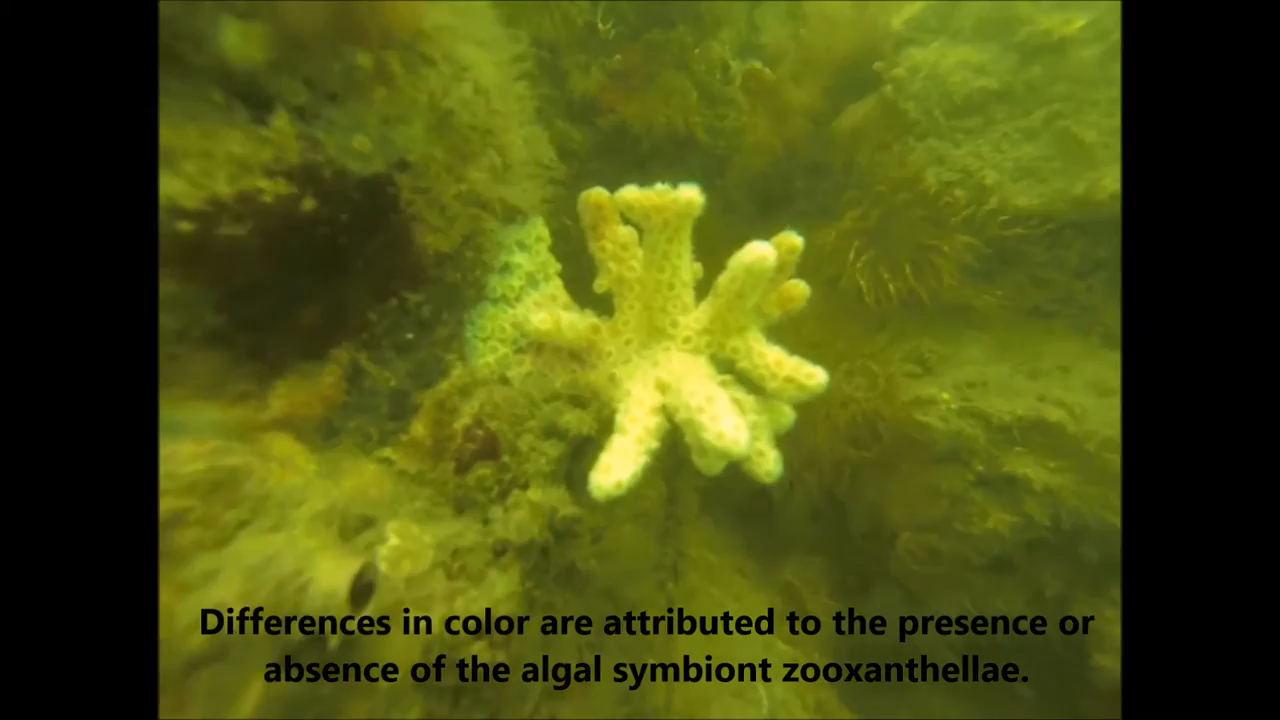 Differences in color are attributed to the presence or
absence of the algal symbiont zooxanthellae.